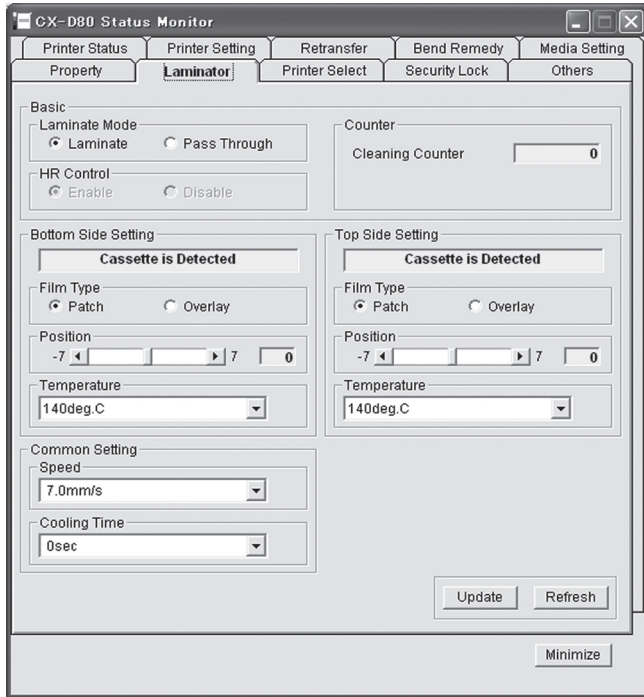 CX-D80 Status Monitor
Printer Status Printer Setting Retransfer Bend Remedy Media Setting
Property Laminator Printer Select Security Lock Others
Basic
Laminate Mode
Laminate Pass Through
HR Control
Enable Disable
Counter
Cleaning Counter 0
Bottom Side Setting
Cassette is Detected
Film Type
Patch Overlay
Position
-7 7 0
Temperature
140deg.C
Top Side Setting
Cassette is Detected
Film Type
Patch Overlay
Position
-7 7 0
Temperature
140deg.C
Common Setting
Speed
7.0mm/s
Cooling Time
0sec
Update Refresh
Minimize